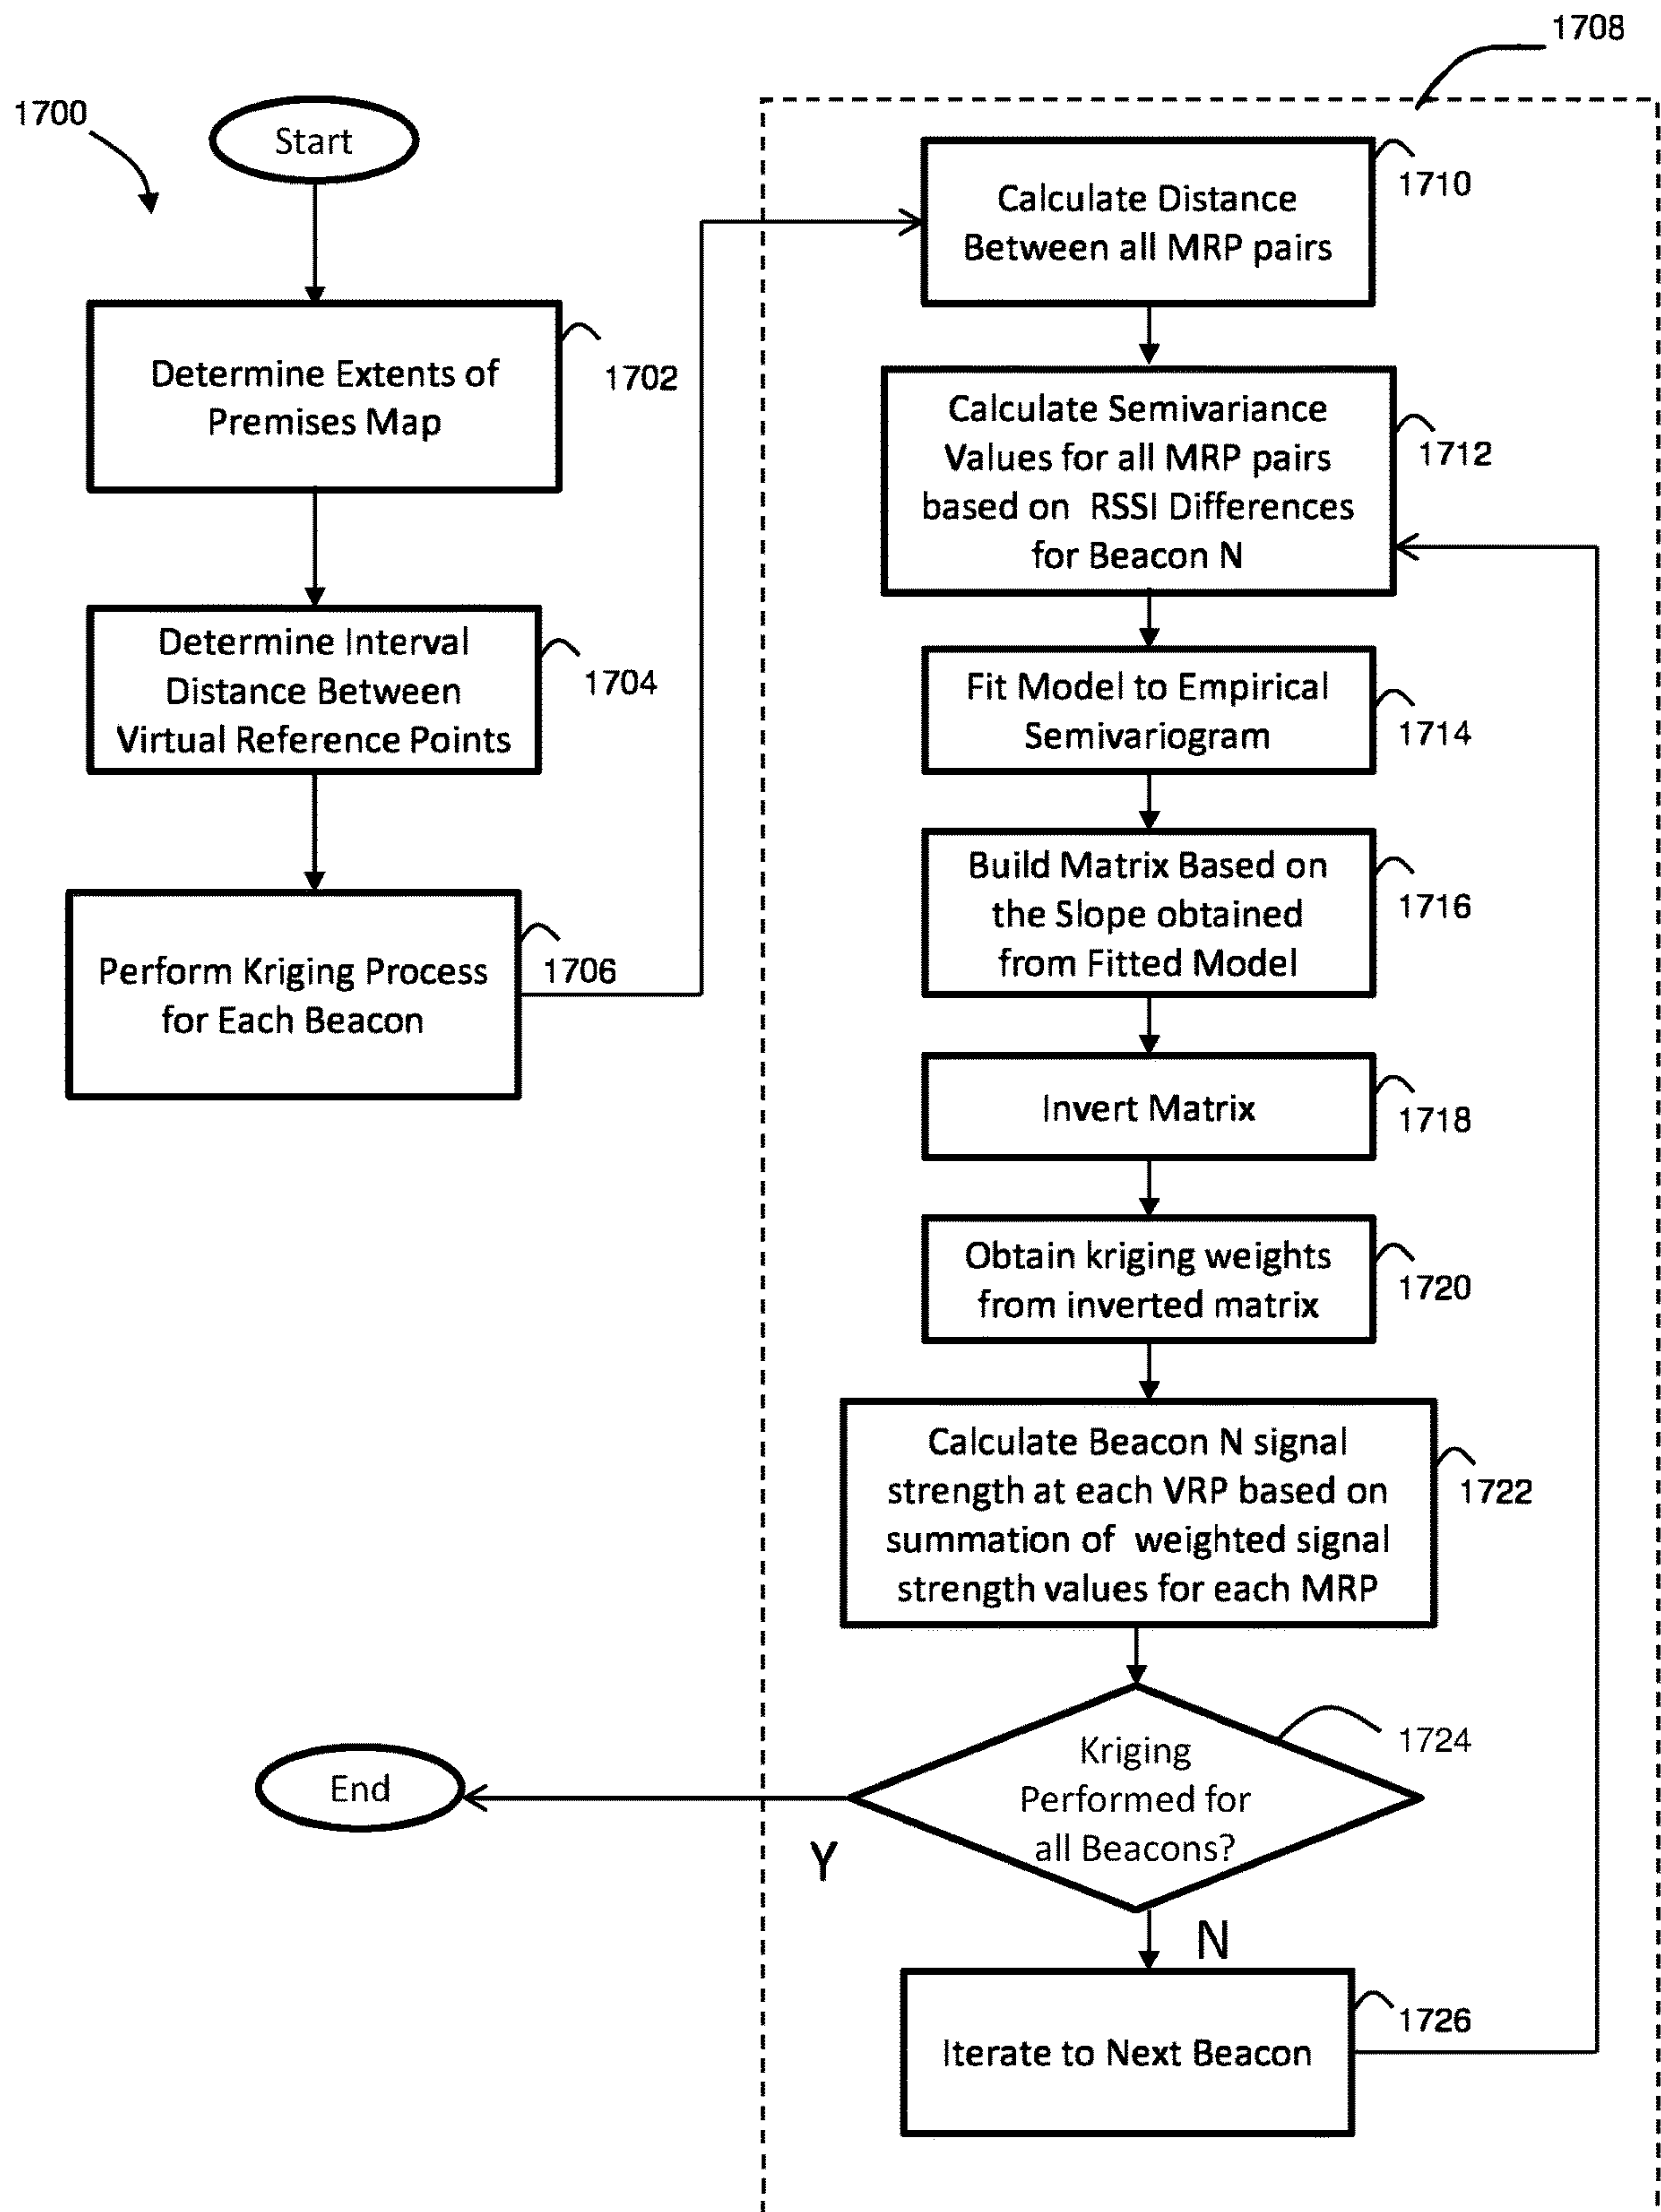 1708
1700
Start
1710
Calculate Distance
Between all MRP pairs
1702
Determine Extents of
Premises Map
1712
Calculate Semivariance
Values for all MRP pairs
based on RSSI Differences
for Beacon N
1704
Determine Interval
Distance Between
Virtual Reference Points
1714
Fit Model to Empirical
Semivariogram
1716
Build Matrix Based on
the Slope obtained
from Fitted Model
1706
Perform Kriging Process
for Each Beacon
1718
Invert Matrix
1720
Obtain kriging weights
from inverted matrix
1722
Calculate Beacon N signal
strength at each VRP based on
summation of weighted signal
strength values for each MRP
1724
Kriging
Performed for
all Beacons?
End
Y
N
1726
Iterate to Next Beacon